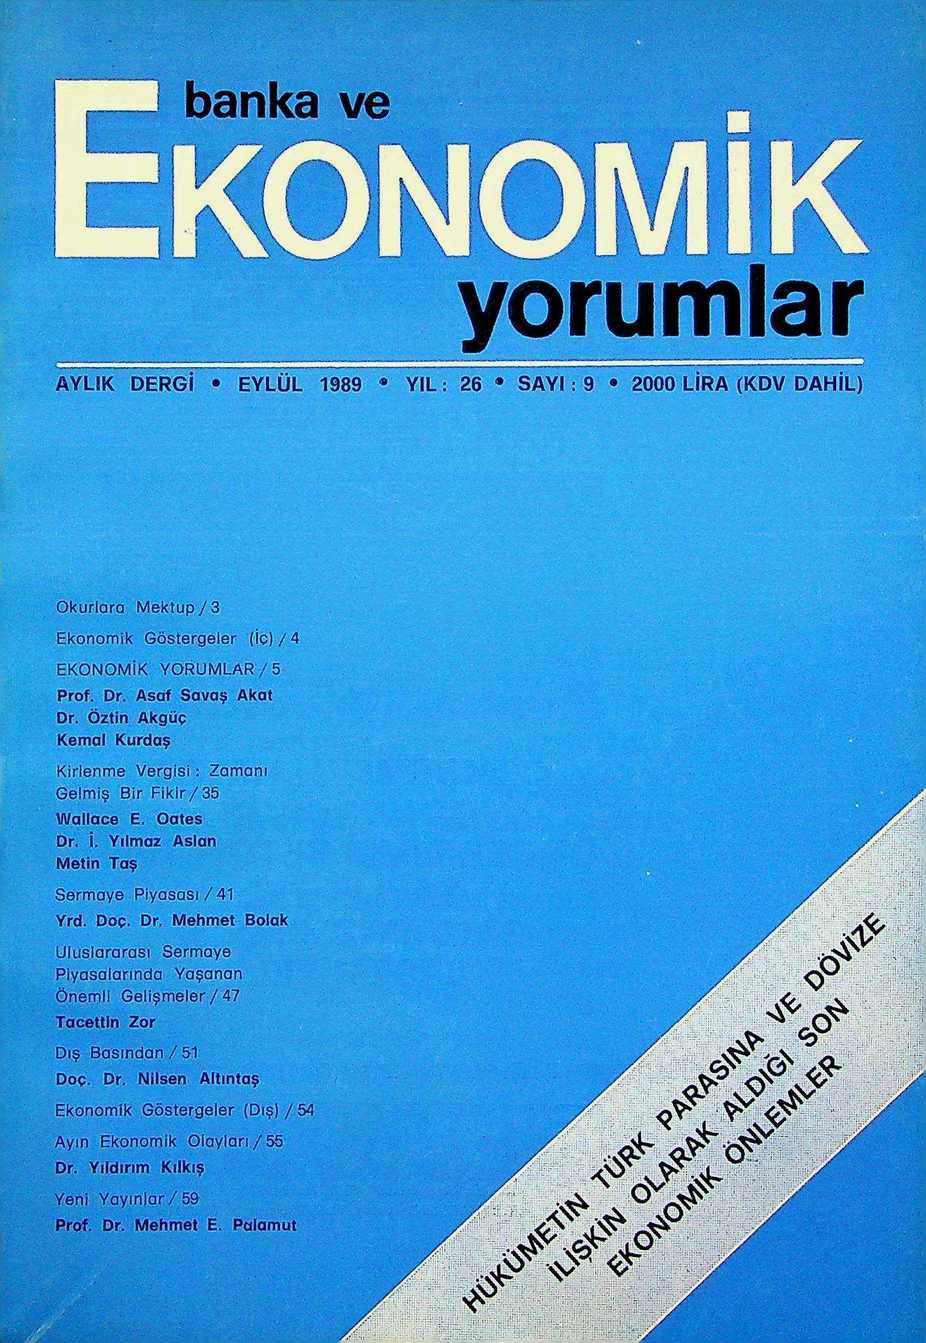 banka ve
EKONOMİK
yorumlar
AYLIK DERGİ • EYLÜL 1989 • YIL : 26 • SAYI : 9 • 2000 LİRA (KDV DAHİL)
Okurlara Mektup / 3
Ekonomik Göstergeler (İç) / 4
EKONOMİK YORUMLAR / 5
Prof. Dr. Asaf Savaş Akat
Dr. Öztin Akgüç
Kemal Kurdaş
Kirlenme Vergisi : Zamanı
Gelmiş Bir Fikir / 35
Wallace E. Oates
Dr. İ. Yılmaz Aslan
Metin Taş
Sermaye Piyasası / 41
Yrd. Doç. Dr. Mehmet Bolak
Uluslararası Sermaye
Piyasalarında Yaşanan
Önemli Gelişmeler / 47
Tacettin Zor
Dış Basından / 51
Doç. Dr. Nilsen Altıntaş
Ekonomik Göstergeler (Dış) / 54
Ayın Ekonomik Olayları / 55
Dr. Yıldırım Kılkış
Yeni Yayınlar / 59
Prof. Dr. Mehmet E. Palamut
HÜKÜMETİN TÜRK PARASINA VE DÖVİZE
İLİŞKİN OLARAK ALDIĞI SON
EKONOMİK ÖNLEMLER